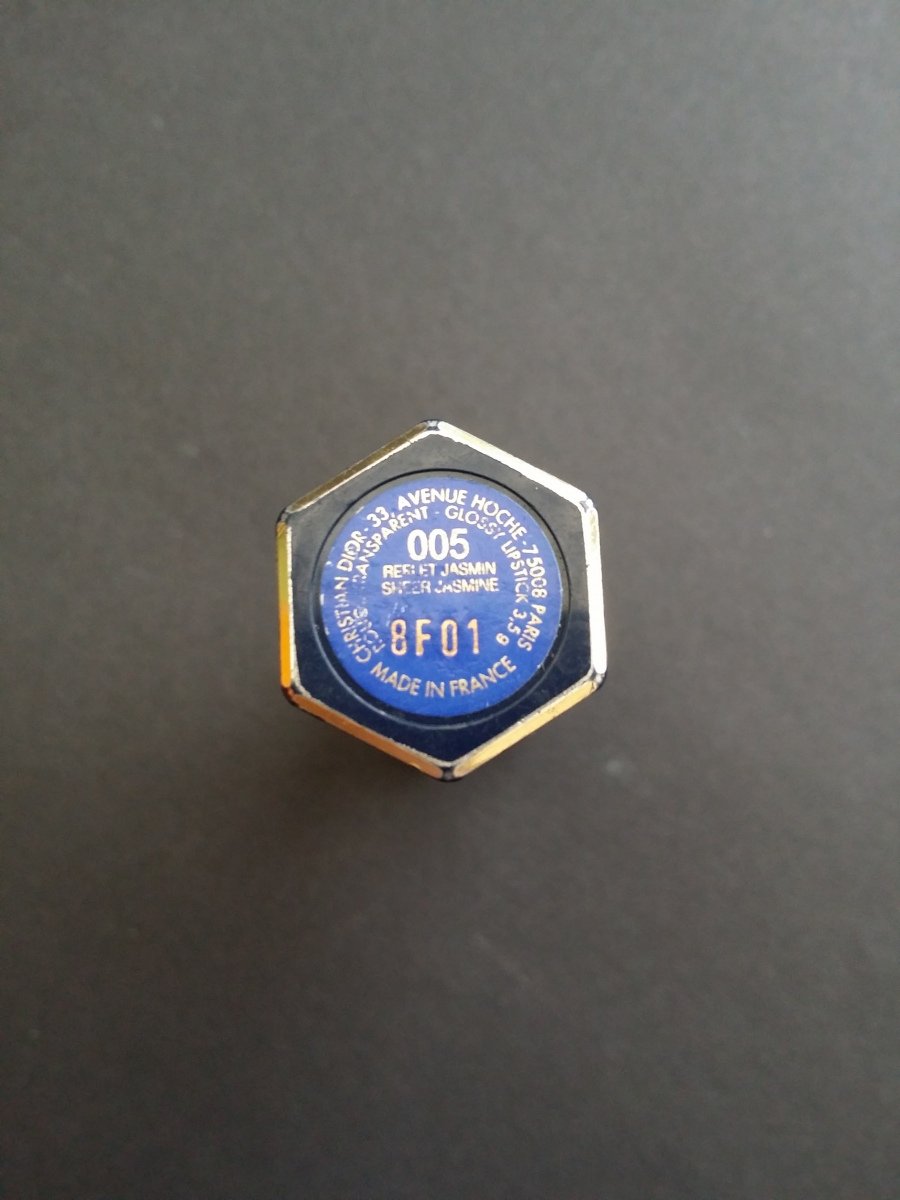 CHRISTIAN DIOR - 33, AVENUE HOCHE - 75008 PARIS
ROUGE TRANSPARENT - GLOSSY LIPSTICK 3,5 g
005
REFLET JASMIN
SHEER JASMINE
8F01
MADE IN FRANCE